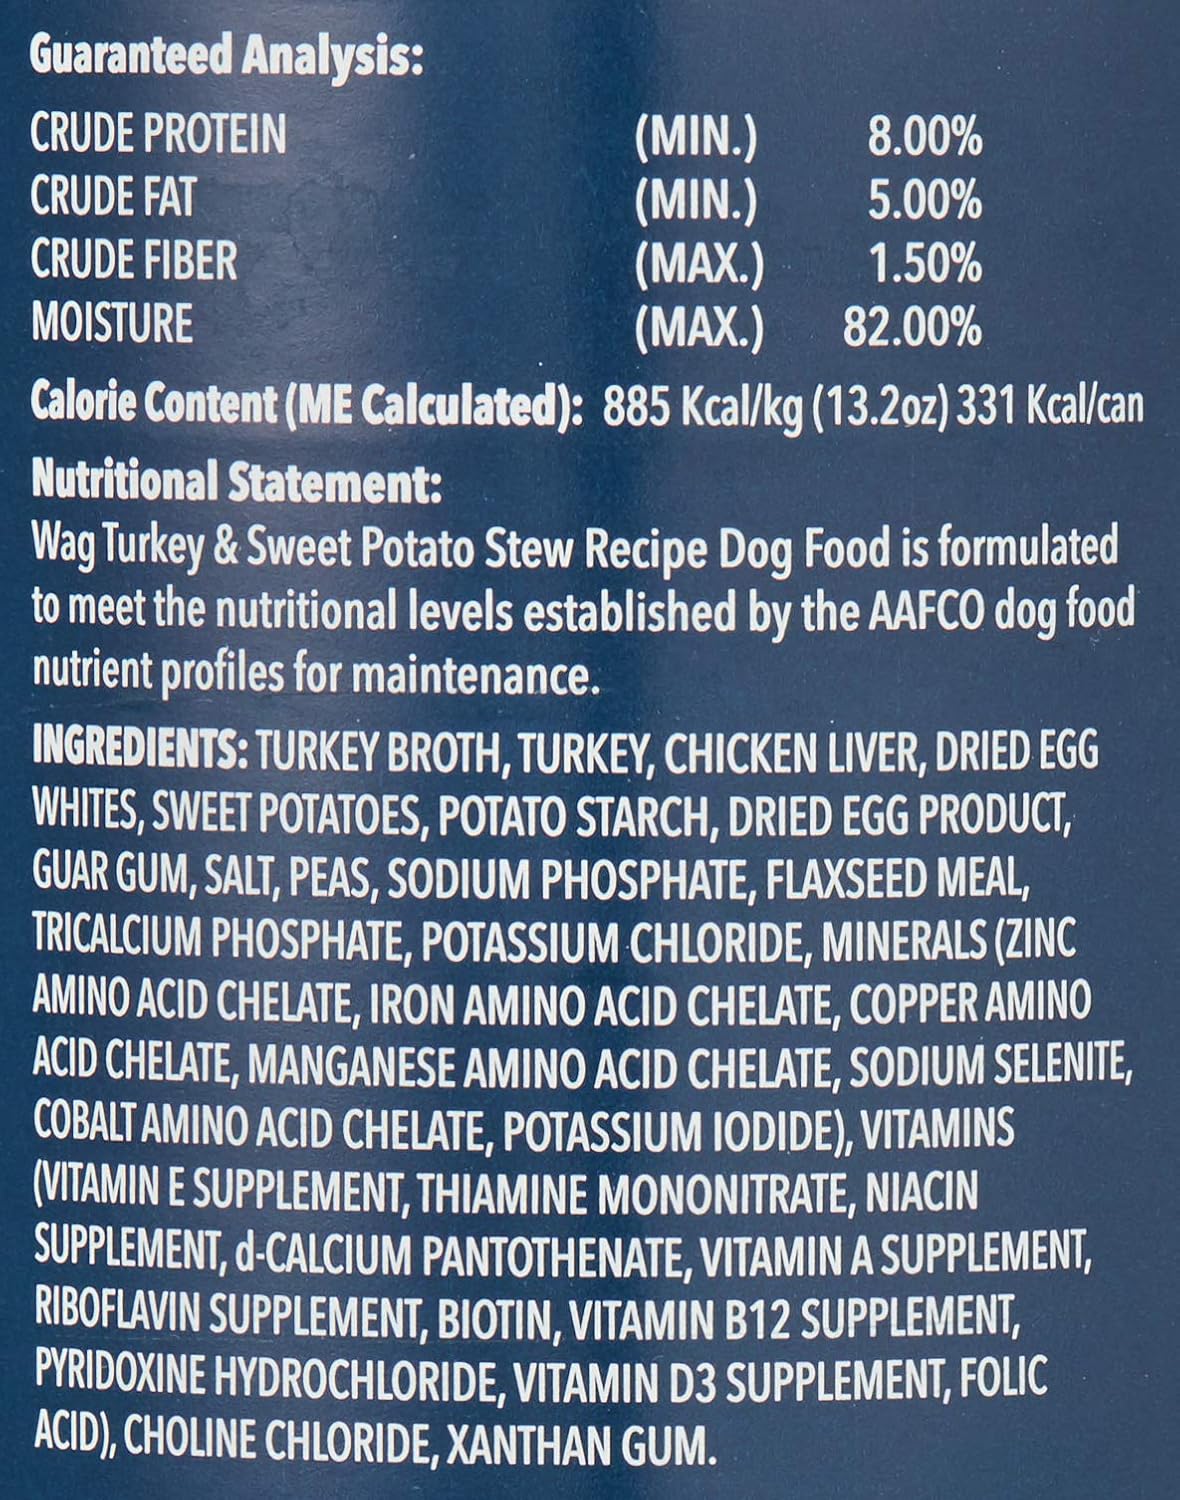 Guaranteed Analysis:
CRUDE PROTEIN (MIN.) 8.00%
CRUDE FAT (MIN.) 5.00%
CRUDE FIBER (MAX.) 1.50%
MOISTURE (MAX.) 82.00%
Calorie Content (ME Calculated): 885 Kcal/kg (13.2oz) 331 Kcal/can
Nutritional Statement:
Wag Turkey & Sweet Potato Stew Recipe Dog Food is formulated
to meet the nutritional levels established by the AAFCO dog food
nutrient profiles for maintenance.
INGREDIENTS: TURKEY BROTH, TURKEY, CHICKEN LIVER, DRIED EGG
WHITES, SWEET POTATOES, POTATO STARCH, DRIED EGG PRODUCT,
GUAR GUM, SALT, PEAS, SODIUM PHOSPHATE, FLAXSEED MEAL,
TRICALCIUM PHOSPHATE, POTASSIUM CHLORIDE, MINERALS (ZINC
AMINO ACID CHELATE, IRON AMINO ACID CHELATE, COPPER AMINO
ACID CHELATE, MANGANESE AMINO ACID CHELATE, SODIUM SELENITE,
COBALT AMINO ACID CHELATE, POTASSIUM IODIDE), VITAMINS
(VITAMIN E SUPPLEMENT, THIAMINE MONONITRATE, NIACIN
SUPPLEMENT, d-CALCIUM PANTOTHENATE, VITAMIN A SUPPLEMENT,
RIBOFLAVIN SUPPLEMENT, BIOTIN, VITAMIN B12 SUPPLEMENT,
PYRIDOXINE HYDROCHLORIDE, VITAMIN D3 SUPPLEMENT, FOLIC
ACID), CHOLINE CHLORIDE, XANTHAN GUM.